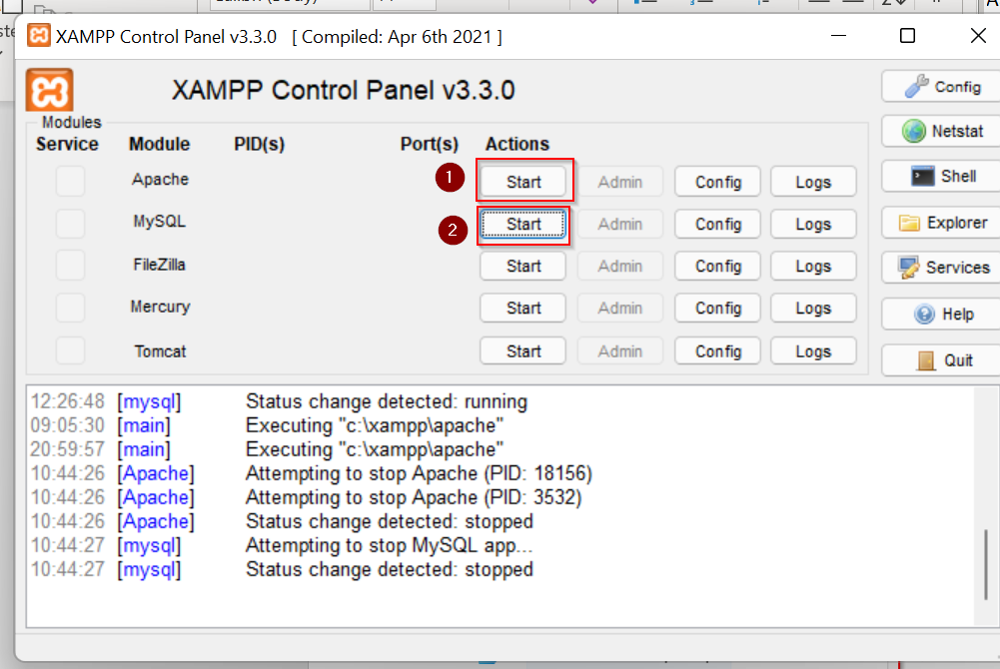 XAMPP Control Panel v3.3.0 [ Compiled: Apr 6th 2021 ]
XAMPP Control Panel v3.3.0
Config
Modules
Service Module PID(s) Port(s) Actions
Netstat
Apache 1 Start Admin Config Logs
Shell
MySQL 2 Start Admin Config Logs
Explorer
FileZilla Start Admin Config Logs
Services
Mercury Start Admin Config Logs
Help
Tomcat Start Admin Config Logs
Quit
12:26:48 [mysql] Status change detected: running
09:05:30 [main] Executing "c:\xampp\apache"
20:59:57 [main] Executing "c:\xampp\apache"
10:44:26 [Apache] Attempting to stop Apache (PID: 18156)
10:44:26 [Apache] Attempting to stop Apache (PID: 3532)
10:44:26 [Apache] Status change detected: stopped
10:44:27 [mysql] Attempting to stop MySQL app...
10:44:27 [mysql] Status change detected: stopped